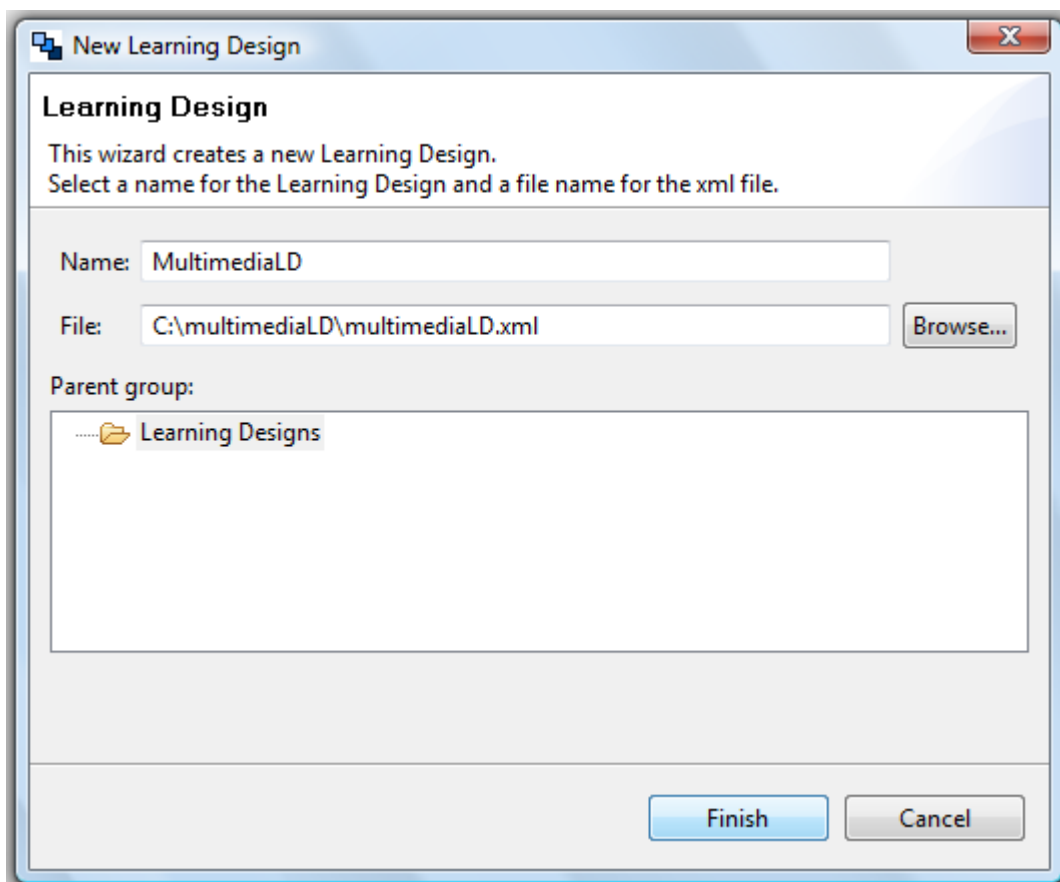 New Learning Design
Learning Design
This wizard creates a new Learning Design.
Select a name for the Learning Design and a file name for the xml file.
Name: MultimediaLD
File: C:\multimediaLD\multimediaLD.xml Browse...
Parent group:
Learning Designs
Finish Cancel